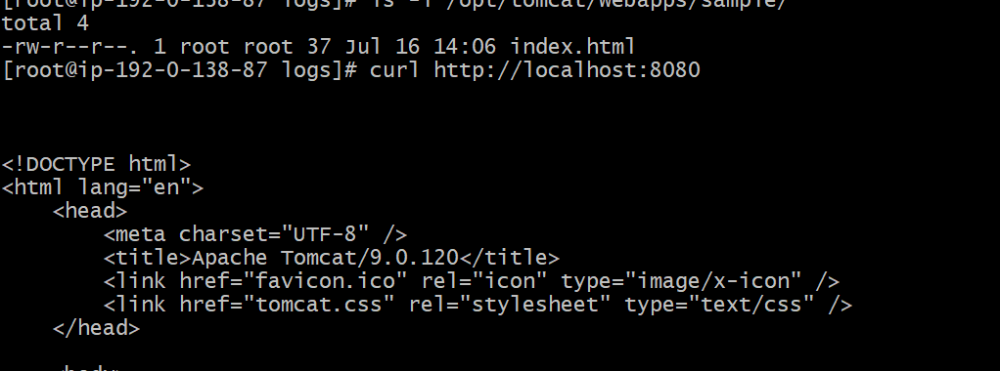 [root@ip-192-0-138-87 logs]# ls -l /opt/tomcat/webapps/sample/
total 4
-rw-r--r--. 1 root root 37 Jul 16 14:06 index.html
[root@ip-192-0-138-87 logs]# curl http://localhost:8080
<!DOCTYPE html>
<html lang="en">
    <head>
        <meta charset="UTF-8" />
        <title>Apache Tomcat/9.0.120</title>
        <link href="favicon.ico" rel="icon" type="image/x-icon" />
        <link href="tomcat.css" rel="stylesheet" type="text/css" />
    </head>
    <body>